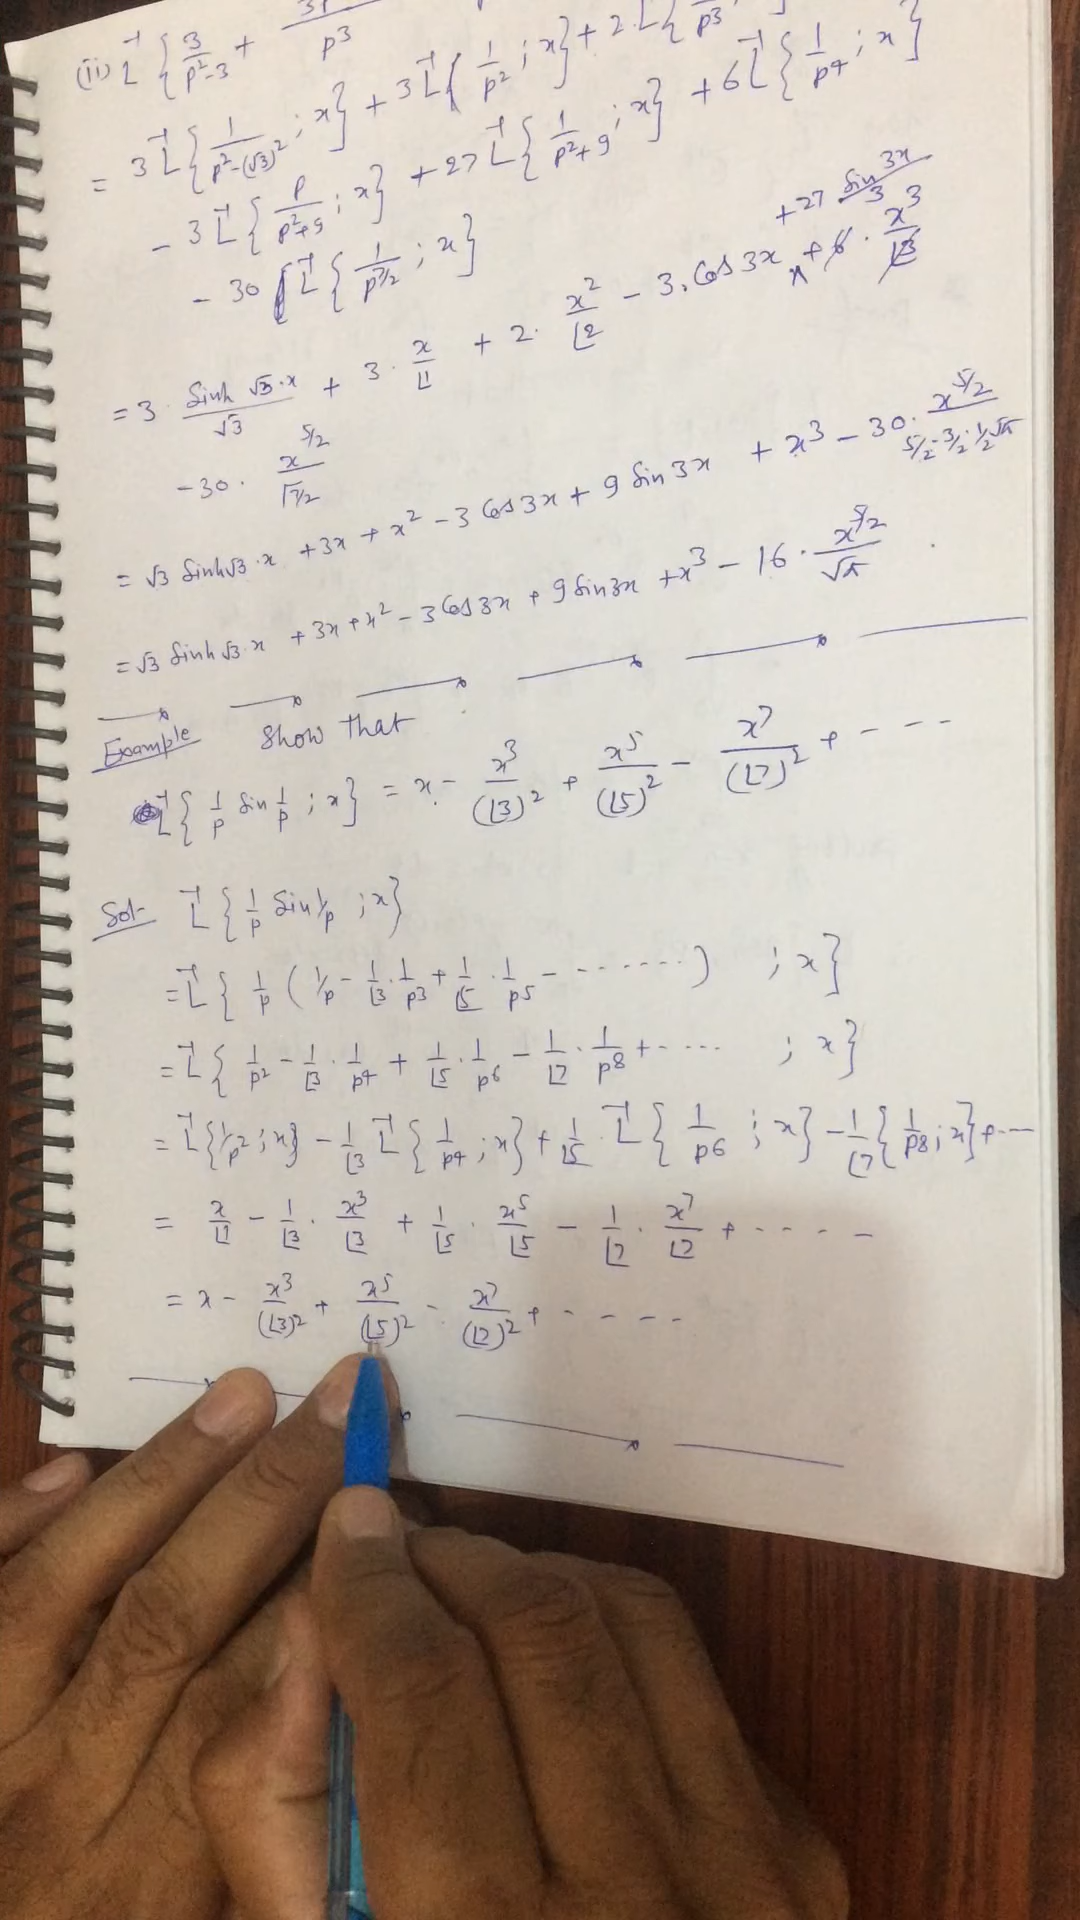 (ii) L⁻¹ { 3/(p²-3) + /p³
= 3 L⁻¹{ 1/(p²-(√3)²) ; x } + 3 L⁻¹{ 1/p² ; x } + 2. L⁻¹{ /p³
- 3 L⁻¹{ p/(p²+9) ; x } + 27 L⁻¹{ 1/(p²+9) ; x } + 6 L⁻¹{ 1/p⁴ ; x }
- 30 L⁻¹{ 1/p^(7/2) ; x }
+27 sin 3x/3
= 3 · Sinh √3·x/√3 + 3 · x/∟1 + 2 · x²/∟2 - 3. Cos 3x ∧ + 6 · x³/∟3
-30 · x^(5/2)/Γ7/2
= √3 Sinh√3·x + 3x + x² - 3 Cos 3x + 9 Sin 3x + x³ - 30 · x^(5/2)/(5/2·3/2·1/2√π)
= √3 Sinh √3·x + 3x + x² - 3 Cos 3x + 9 Sin 3x + x³ - 16 · x^(5/2)/√π
Example Show that
L⁻¹{ 1/p Sin 1/p ; x } = x - x³/(∟3)² + x⁵/(∟5)² - x⁷/(∟7)² + - - -
Sol- L⁻¹{ 1/p Sin 1/p ; x }
= L⁻¹{ 1/p ( 1/p - 1/∟3 · 1/p3 + 1/∟5 · 1/p5 - ....... ) ; x }
= L⁻¹{ 1/p² - 1/∟3 · 1/p4 + 1/∟5 · 1/p6 - 1/∟7 · 1/p8 + - .... ; x }
= L⁻¹{1/p² ; x} - 1/∟3 L⁻¹{ 1/p4 ; x } + 1/∟5 · L⁻¹{ 1/p6 ; x } - 1/∟7 { 1/p8 ; x } + ----
= x/∟1 - 1/∟3 · x³/∟3 + 1/∟5 · x⁵/∟5 - 1/∟7 · x⁷/∟7 + - - - - -
= x - x³/(∟3)² + x⁵/(∟5)² - x⁷/(∟7)² + - - - - -